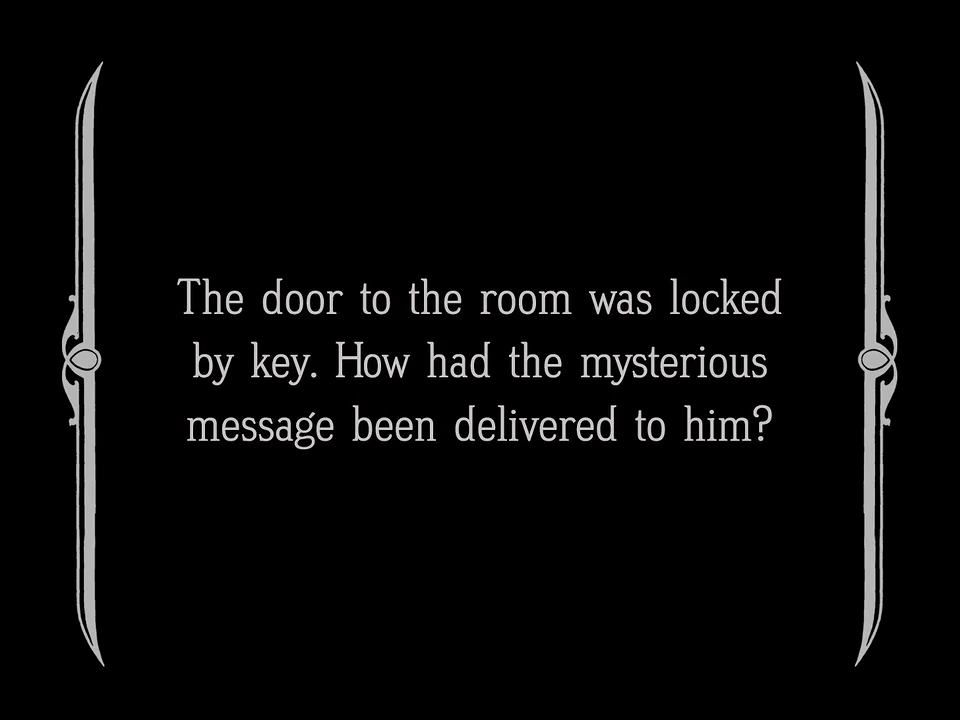 The door to the room was locked
by key. How had the mysterious
message been delivered to him?